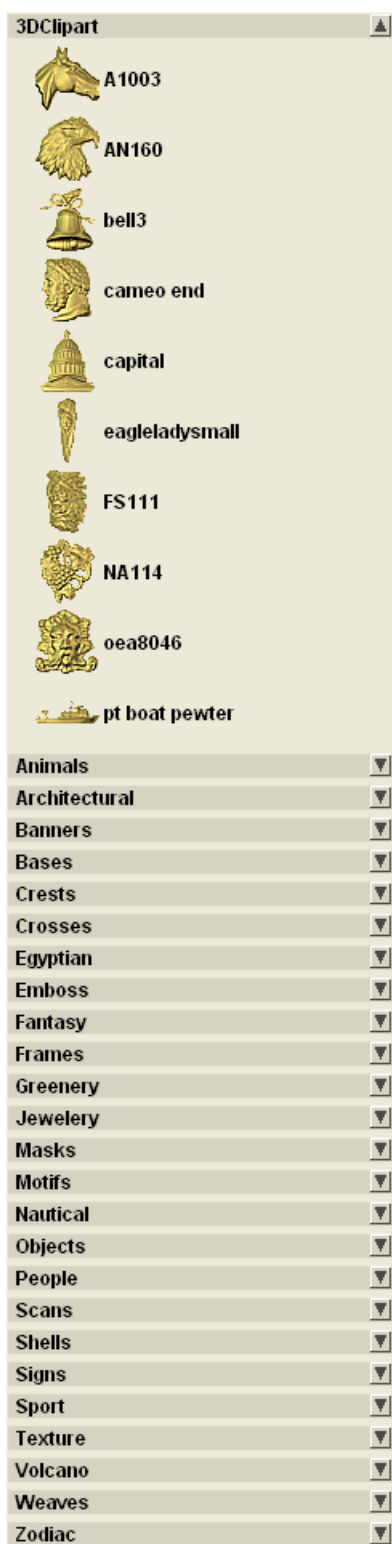 3DClipart
A1003
AN160
bell3
cameo end
capital
eagleladysmall
FS111
NA114
oea8046
pt boat pewter
Animals
Architectural
Banners
Bases
Crests
Crosses
Egyptian
Emboss
Fantasy
Frames
Greenery
Jewelery
Masks
Motifs
Nautical
Objects
People
Scans
Shells
Signs
Sport
Texture
Volcano
Weaves
Zodiac